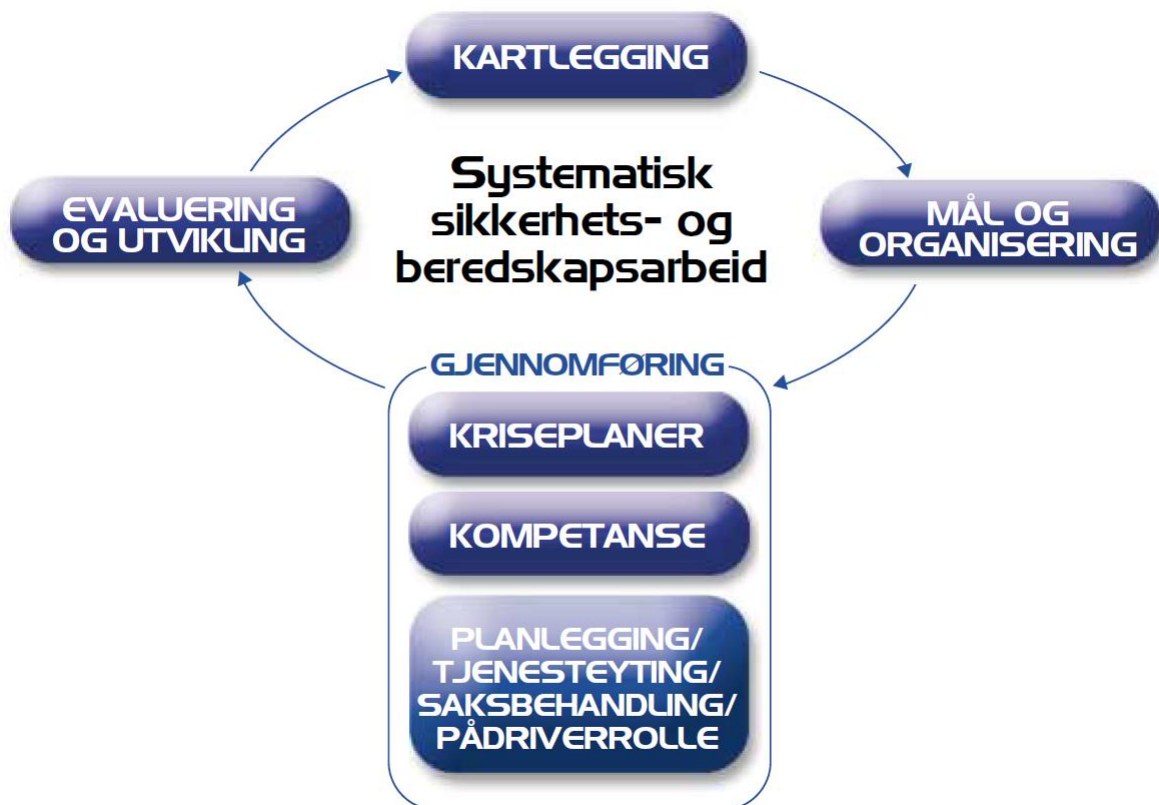 KARTLEGGING
Systematisk
sikkerhets- og
beredskapsarbeid
EVALUERING
OG UTVIKLING
MÅL OG
ORGANISERING
GJENNOMFØRING
KRISEPLANER
KOMPETANSE
PLANLEGGING/
TJENESTEYTING/
SAKSBEHANDLING/
PÅDRIVERROLLE